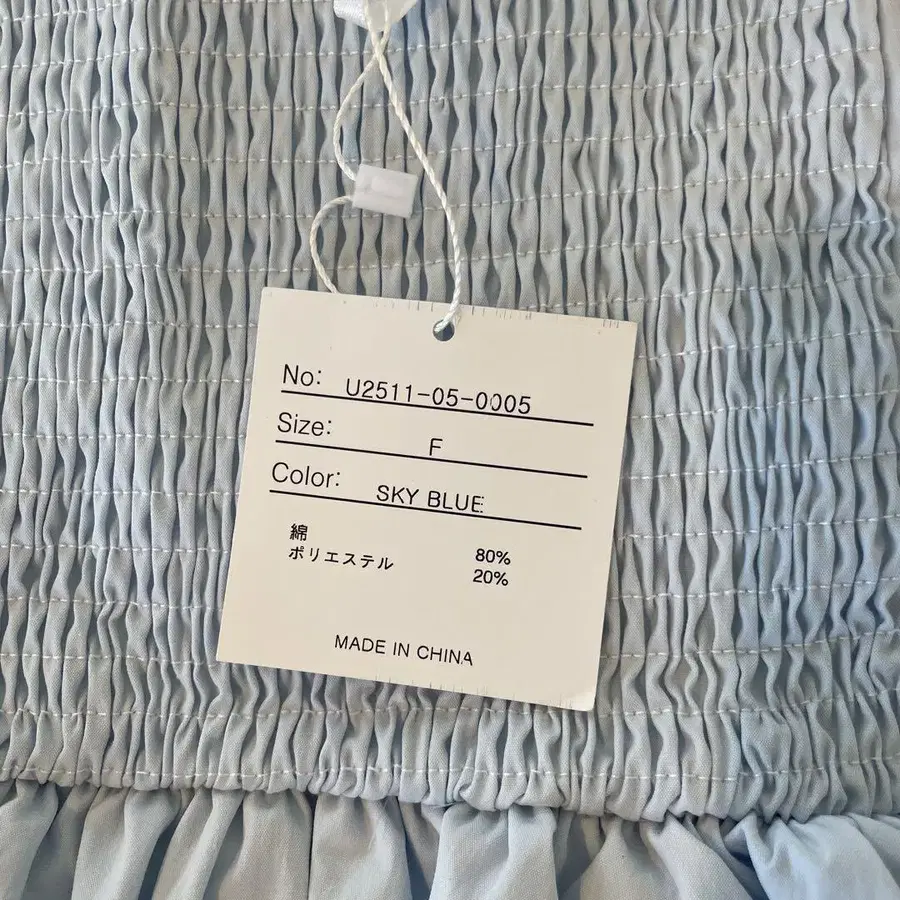 No: U2511-05-0005
Size: F
Color: SKY BLUE
綿 80%
ポリエステル 20%
MADE IN CHINA